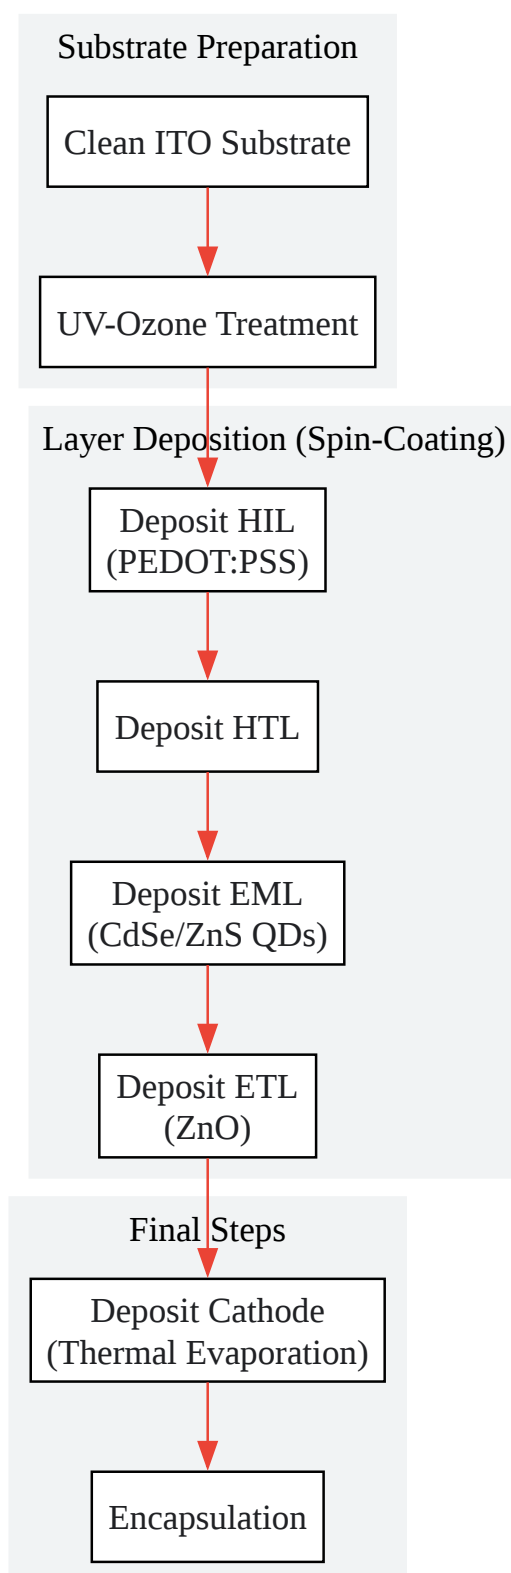 Substrate Preparation
Clean ITO Substrate
UV-Ozone Treatment
Layer Deposition (Spin-Coating)
Deposit HIL
(PEDOT:PSS)
Deposit HTL
Deposit EML
(CdSe/ZnS QDs)
Deposit ETL
(ZnO)
Final Steps
Deposit Cathode
(Thermal Evaporation)
Encapsulation